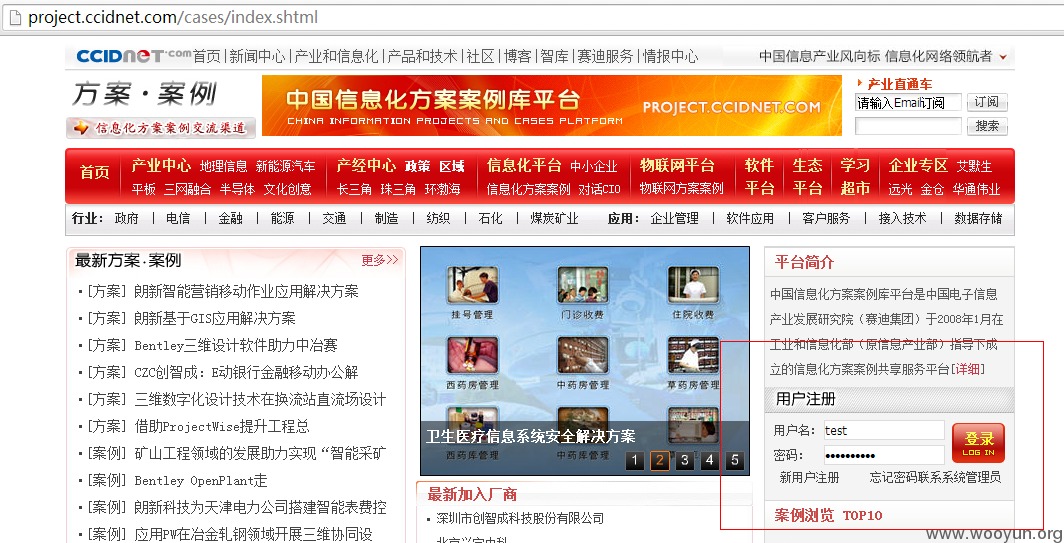 project.ccidnet.com/cases/index.shtml
CCIDNET.com 首页 | 新闻中心 | 产业和信息化 | 产品和技术 | 社区 | 博客 | 智库 | 赛迪服务 | 情报中心 中国信息产业风向标 信息化网络领航者
方案·案例
信息化方案案例交流渠道
中国信息化方案案例库平台
CHINA INFORMATION PROJECTS AND CASES PLATFORM
PROJECT.CCIDNET.COM
产业直通车
请输入Email订阅 订阅
搜索
首页 产业中心 地理信息 新能源汽车 产经中心 政策 区域 信息化平台 中小企业 物联网平台 软件 生态 学习 企业专区 艾默生
平板 三网融合 半导体 文化创意 长三角 珠三角 环渤海 信息化方案案例 对话CIO 物联网方案案例 平台 平台 超市 远光 金仓 华通伟业
行业: 政府 | 电信 | 金融 | 能源 | 交通 | 制造 | 纺织 | 石化 | 煤炭矿业 应用: 企业管理 | 软件应用 | 客户服务 | 接入技术 | 数据存储
最新方案·案例 更多>>
·[方案] 朗新智能营销移动作业应用解决方案
·[方案] 朗新基于GIS应用解决方案
·[方案] Bentley三维设计软件助力中冶赛
·[方案] CZC创智成：E动银行金融移动办公解
·[方案] 三维数字化设计技术在换流站直流场设计
·[方案] 借助ProjectWise提升工程总
·[案例] 矿山工程领域的发展助力实现“智能采矿
·[案例] Bentley OpenPlant走
·[案例] 朗新科技为天津电力公司搭建智能表费控
·[案例] 应用PW在冶金轧钢领域开展三维协同设
挂号管理 门诊收费 住院收费
西药房管理 中药房管理 草药房管理
西药库管理 中药库管理
卫生医疗信息系统安全解决方案
1 2 3 4 5
最新加入厂商
·深圳市创智成科技股份有限公司
平台简介
中国信息化方案案例库平台是中国电子信息
产业发展研究院（赛迪集团）于2008年1月在
工业和信息化部（原信息产业部）指导下成
立的信息化方案案例共享服务平台[详细]
用户注册
用户名: test
密码: ••••••••••
登录
LOG IN
新用户注册 忘记密码联系系统管理员
案例浏览 TOP10
www.wooyun.org